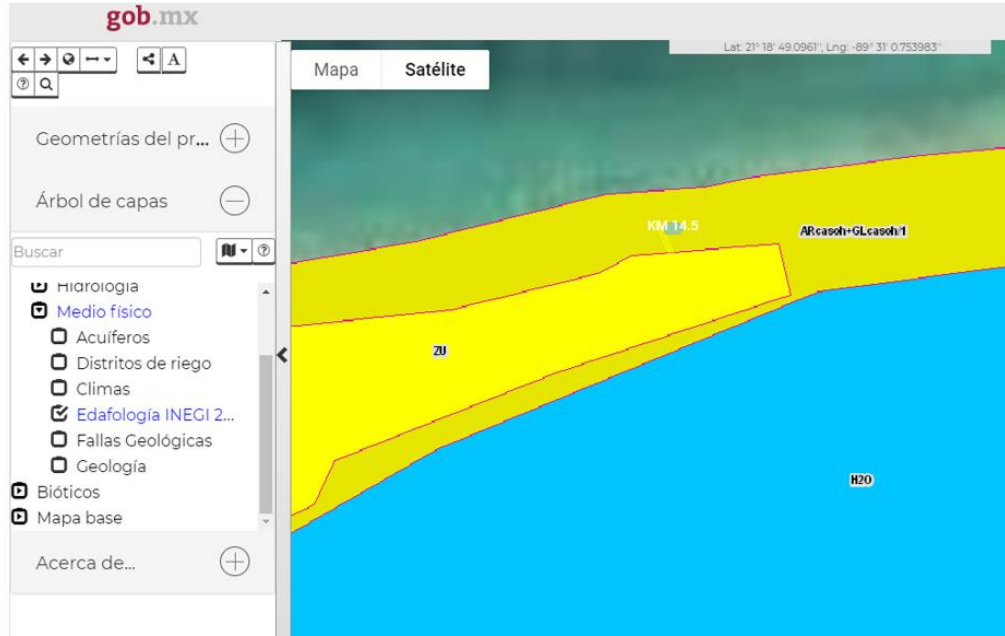 gob.mx
A
Geometrías del pr...
Árbol de capas
Buscar
Hidrología
Medio físico
Acuíferos
Distritos de riego
Climas
Edafología INEGI 2...
Fallas Geológicas
Geología
Bióticos
Mapa base
Acerca de...
Mapa Satélite
Lat: 21° 18' 49.0961", Lng: -89° 31' 0.753983"
KM 14.5
ARcasoh+GLcasoh/1
ZU
H2O